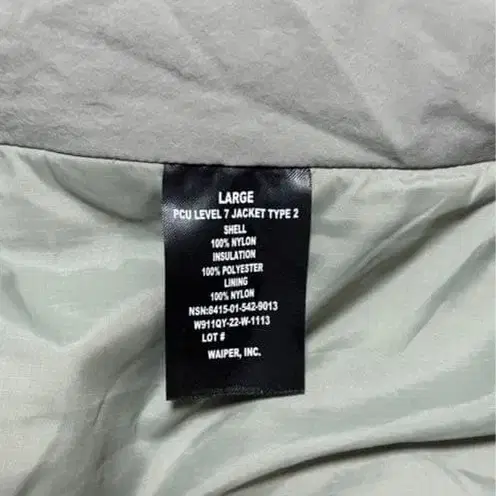 LARGE
PCU LEVEL 7 JACKET TYPE 2
SHELL
100% NYLON
INSULATION
100% POLYESTER
LINING
100% NYLON
NSN:8415-01-542-9013
W911QY-22-W-1113
LOT #
WAIPER, INC.